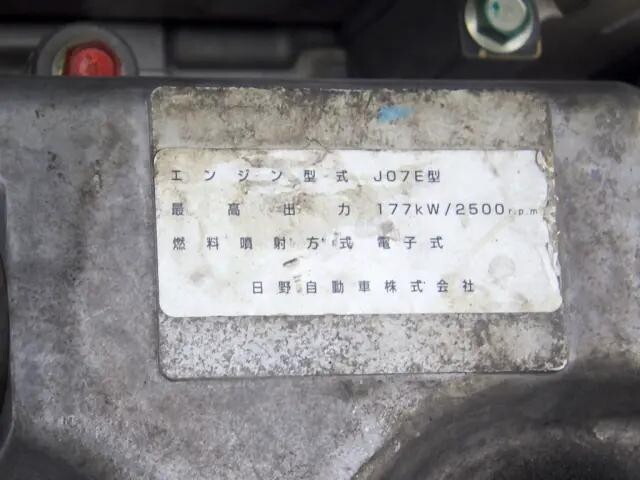 エンジン型式 J07E型
最高出力 177kW/2500r.p.m
燃料噴射方式 電子式
日野自動車株式会社